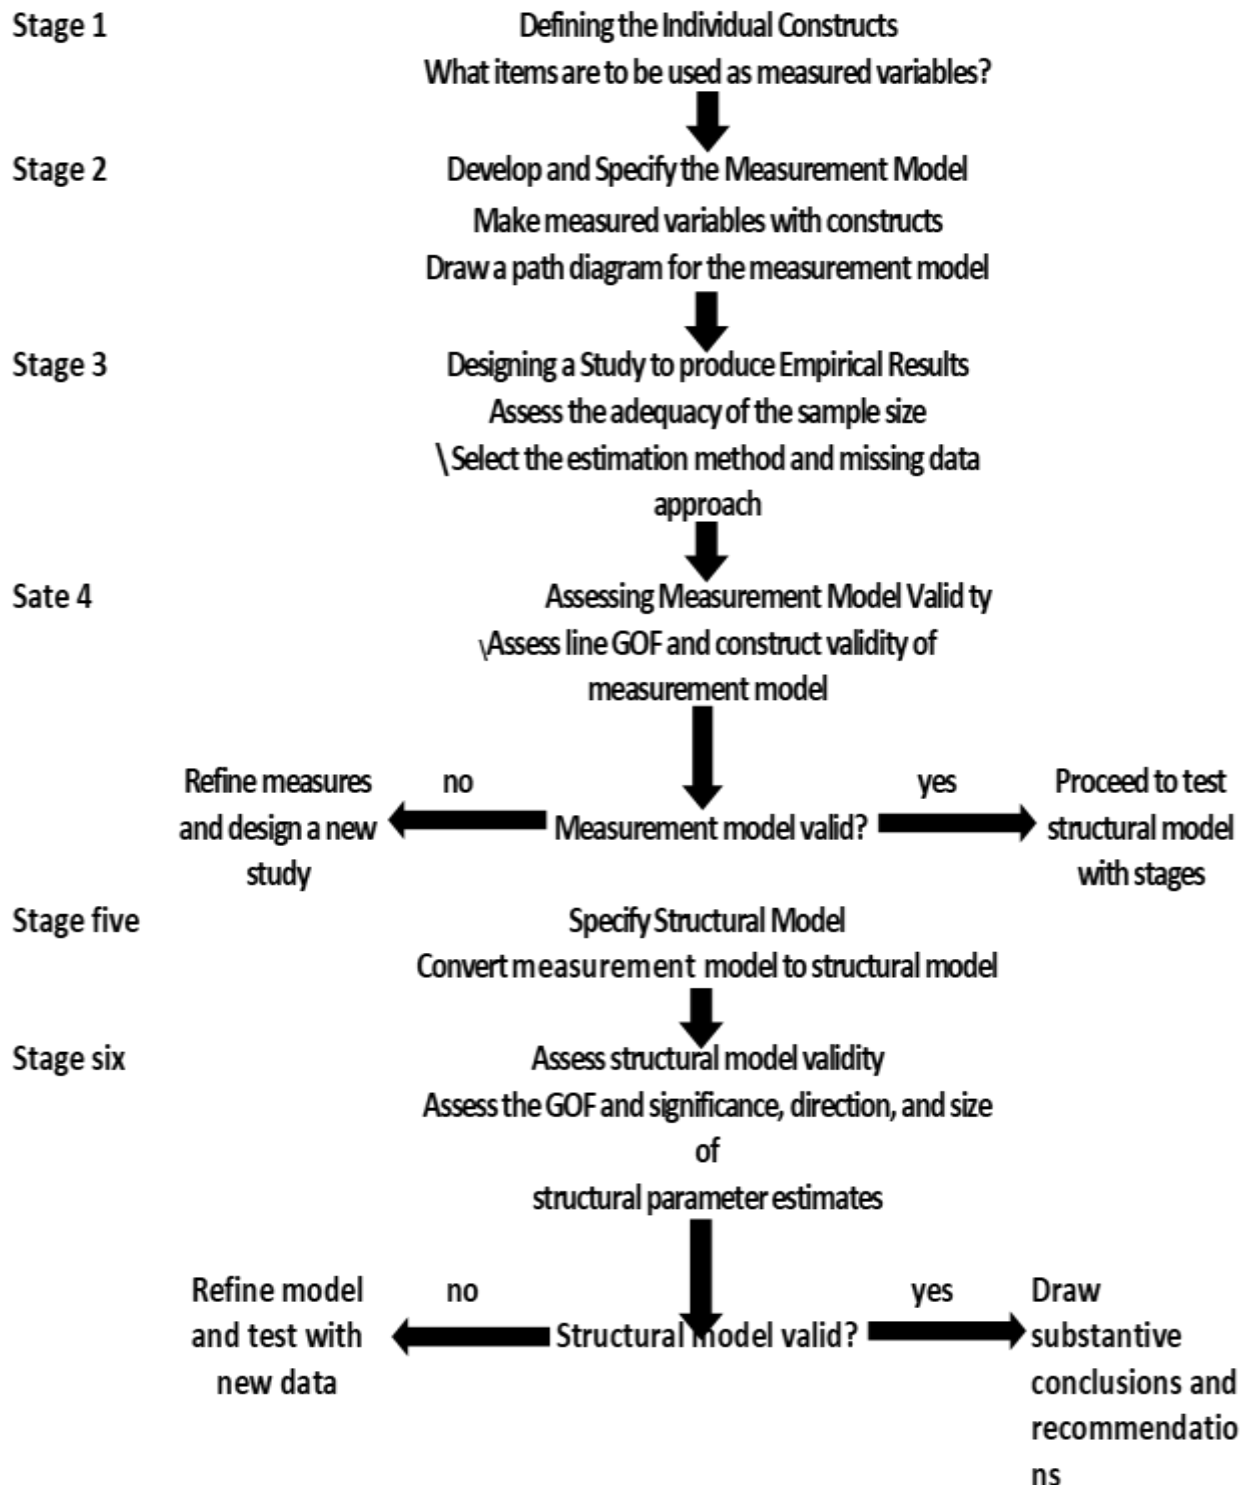 Stage 1
Defining the Individual Constructs
What items are to be used as measured variables?
Stage 2
Develop and Specify the Measurement Model
Make measured variables with constructs
Draw a path diagram for the measurement model
Stage 3
Designing a Study to produce Empirical Results
Assess the adequacy of the sample size
\ Select the estimation method and missing data
approach
Sate 4
Assessing Measurement Model Valid ty
\Assess line GOF and construct validity of
measurement model
Refine measures
and design a new
study
no
Measurement model valid?
yes
Proceed to test
structural model
with stages
Stage five
Specify Structural Model
Convert measurement model to structural model
Stage six
Assess structural model validity
Assess the GOF and significance, direction, and size
of
structural parameter estimates
Refine model
and test with
new data
no
Structural model valid?
yes
Draw
substantive
conclusions and
recommendatio
ns